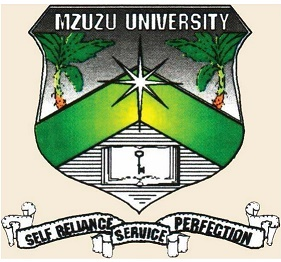 MZUZU UNIVERSITY
SELF RELIANCE SERVICE PERFECTION